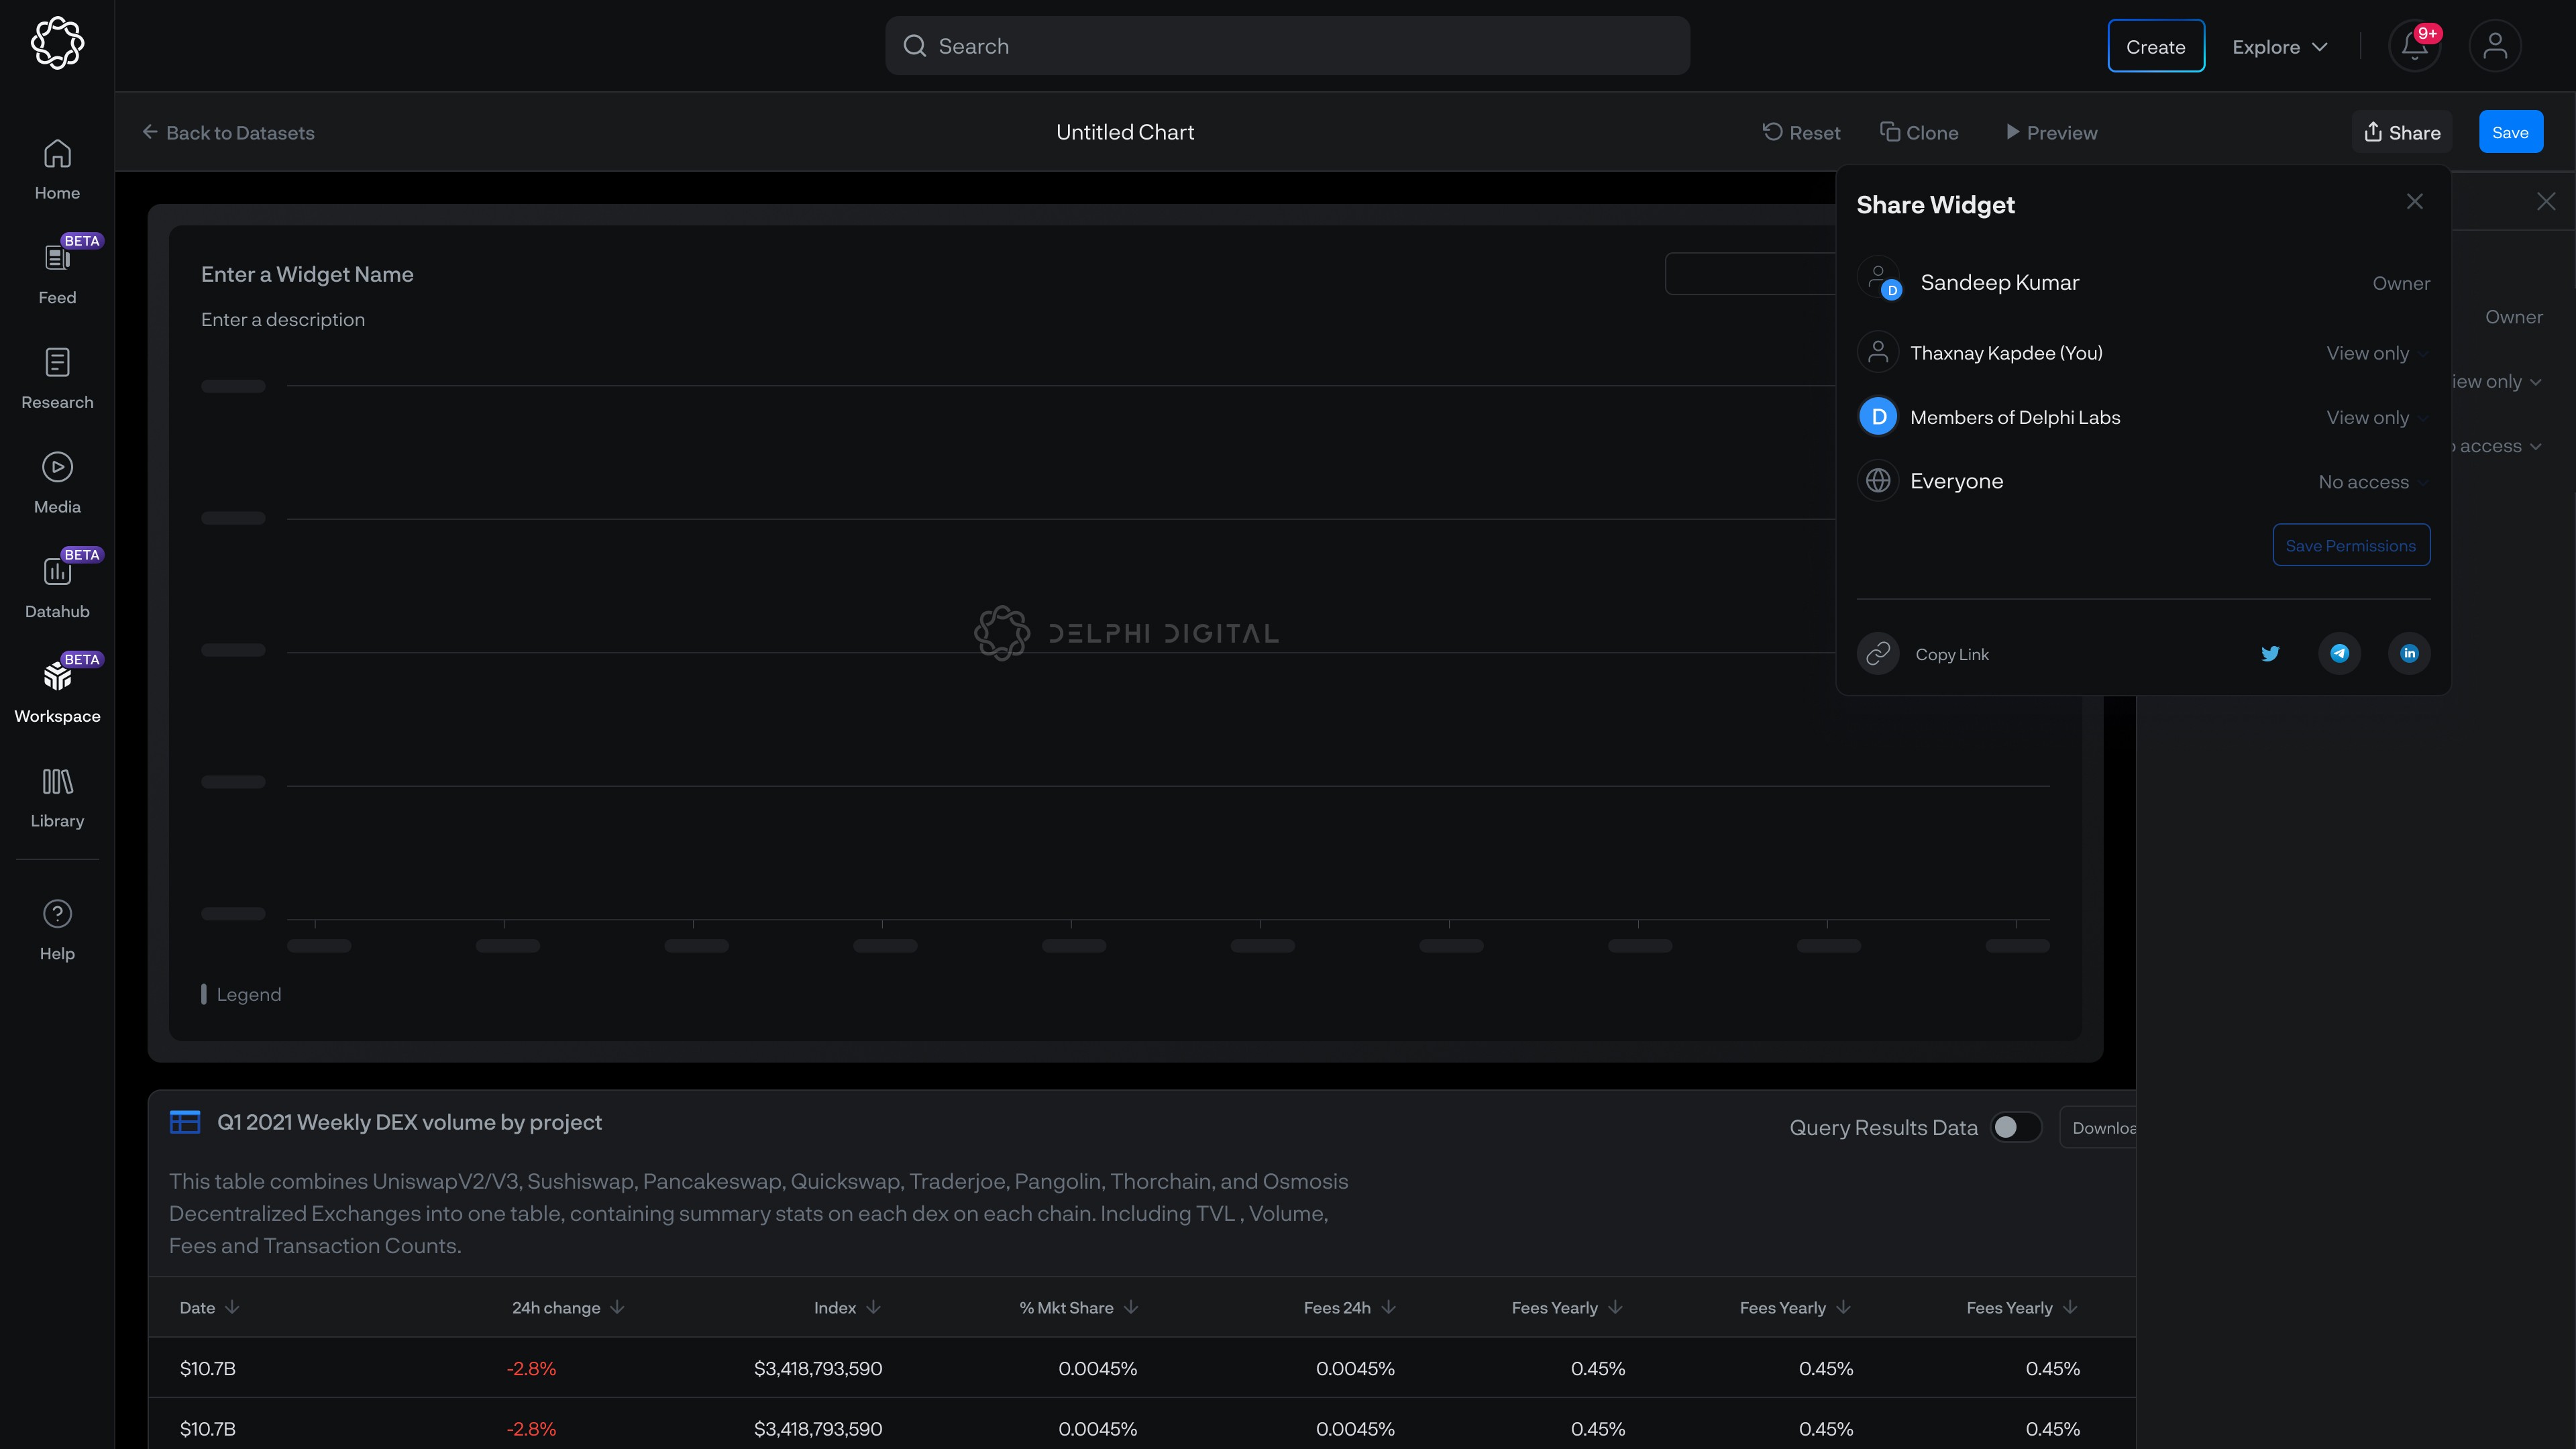 Search
Create
Explore
9+
Back to Datasets
Untitled Chart
Reset
Clone
Preview
Share
Save
Home
BETA
Feed
Research
Media
BETA
Datahub
BETA
Workspace
Library
Help
Enter a Widget Name
Enter a description
DELPHI DIGITAL
Legend
Share Widget
D
Sandeep Kumar
Owner
Thaxnay Kapdee (You)
View only
D
Members of Delphi Labs
View only
Everyone
No access
Save Permissions
Copy Link
in
Owner
only
access
Q1 2021 Weekly DEX volume by project
Query Results Data
This table combines UniswapV2/V3, Sushiswap, Pancakeswap, Quickswap, Traderjoe, Pangolin, Thorchain, and Osmosis
Decentralized Exchanges into one table, containing summary stats on each dex on each chain. Including TVL , Volume,
Fees and Transaction Counts.
Date 24h change Index % Mkt Share Fees 24h Fees Yearly Fees Yearly Fees Yearly
$10.7B -2.8% $3,418,793,590 0.0045% 0.0045% 0.45% 0.45% 0.45%
$10.7B -2.8% $3,418,793,590 0.0045% 0.0045% 0.45% 0.45% 0.45%